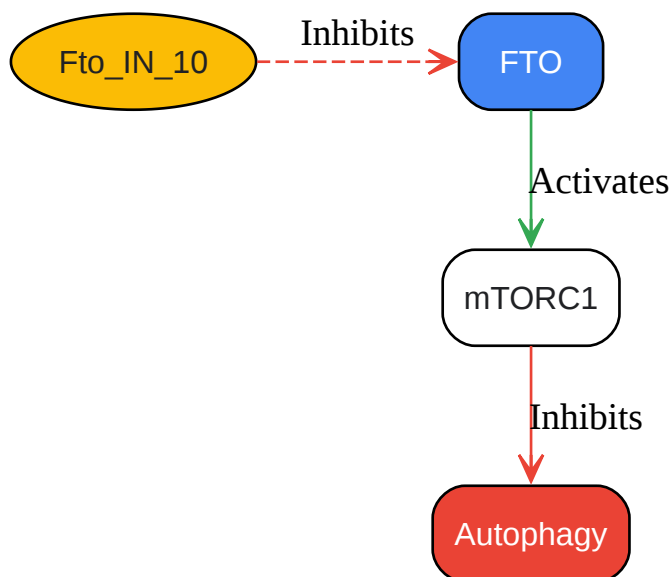 Inhibits
Fto_IN_10
FTO
Activates
mTORC1
Inhibits
Autophagy